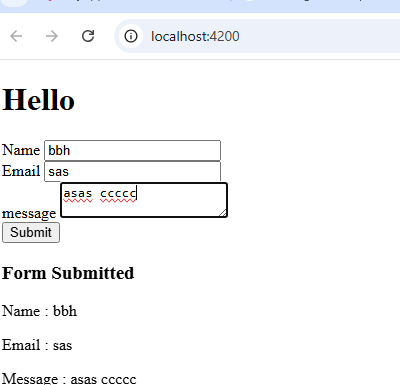 localhost:4200
Hello
Name bbh
Email sas
message asas ccccc
Submit
Form Submitted
Name : bbh
Email : sas
Message : asas ccccc